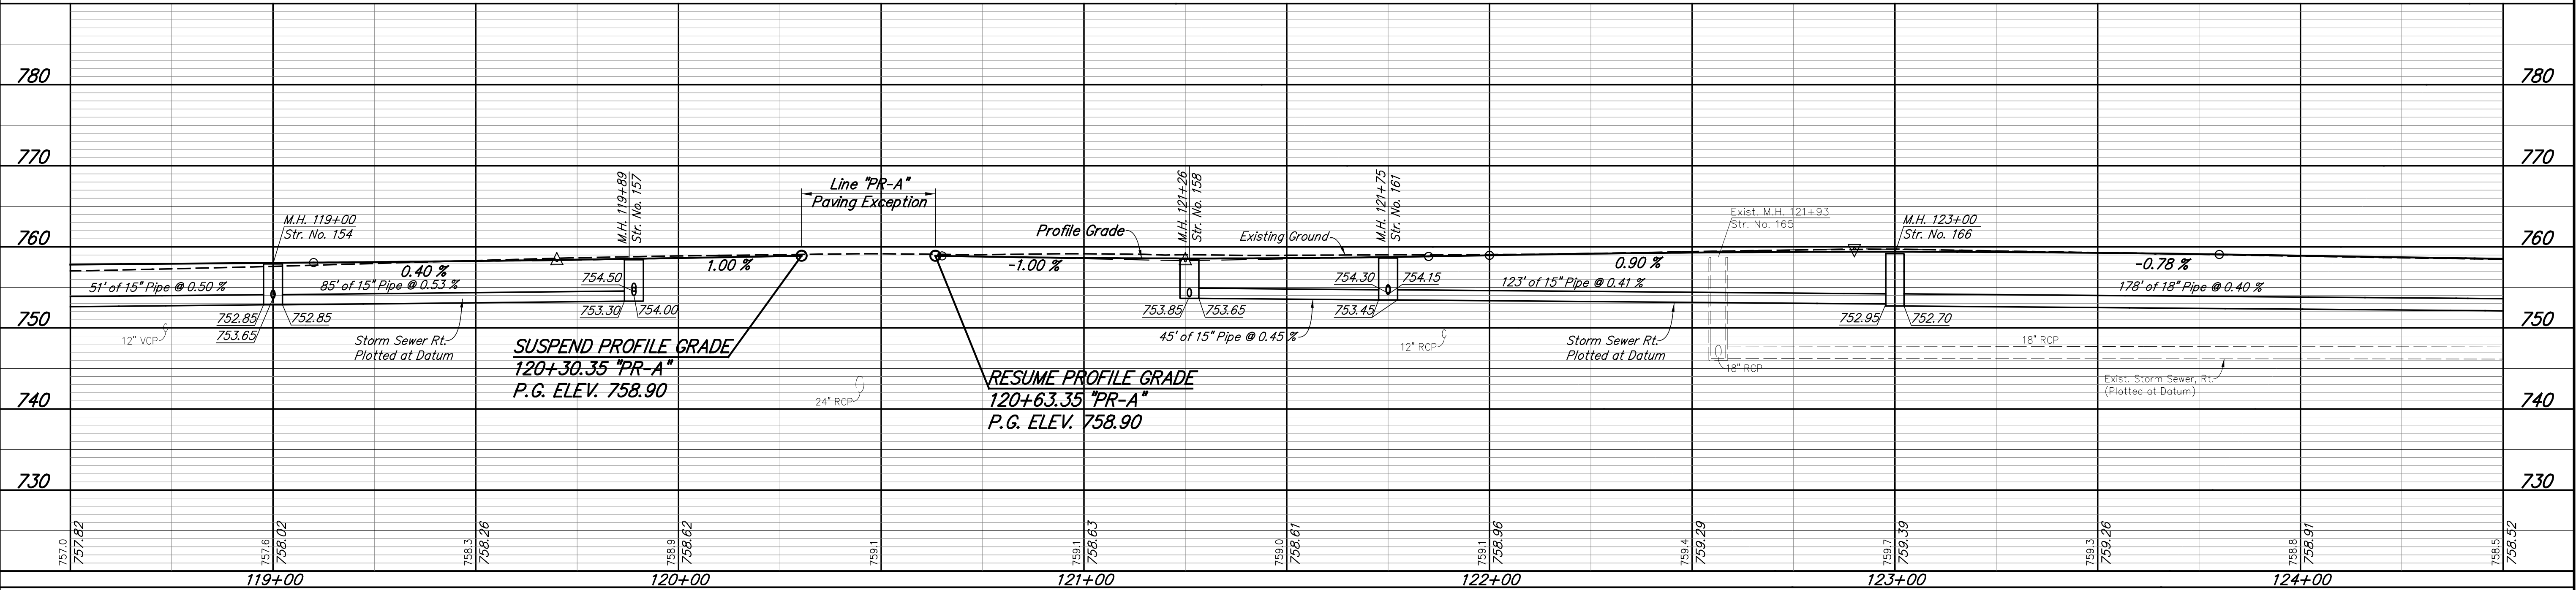 780
780
770
770
760
760
750
750
740
740
730
730
M.H. 119+00
Str. No. 154
0.40 %
51' of 15" Pipe @ 0.50 %
85' of 15" Pipe @ 0.53 %
752.85
753.65
752.85
12" VCP
Storm Sewer Rt.
Plotted at Datum
M.H. 119+89
Str. No. 157
754.50
753.30
754.00
1.00 %
SUSPEND PROFILE GRADE
120+30.35 "PR-A"
P.G. ELEV. 758.90
Line "PR-A"
Paving Exception
24" RCP
RESUME PROFILE GRADE
120+63.35 "PR-A"
P.G. ELEV. 758.90
-1.00 %
Profile Grade
M.H. 121+26
Str. No. 158
753.85
753.65
Existing Ground
45' of 15" Pipe @ 0.45 %
M.H. 121+75
Str. No. 161
754.30
754.15
753.45
12" RCP
123' of 15" Pipe @ 0.41 %
0.90 %
Storm Sewer Rt.
Plotted at Datum
Exist. M.H. 121+93
Str. No. 165
18" RCP
M.H. 123+00
Str. No. 166
752.95
752.70
-0.78 %
178' of 18" Pipe @ 0.40 %
18" RCP
Exist. Storm Sewer, Rt.
(Plotted at Datum)
757.0
757.82
757.6
758.02
758.3
758.26
758.9
758.62
759.1
759.1
758.63
759.0
758.61
759.1
758.96
759.4
759.29
759.7
759.39
759.3
759.26
758.8
758.91
758.5
758.52
119+00
120+00
121+00
122+00
123+00
124+00